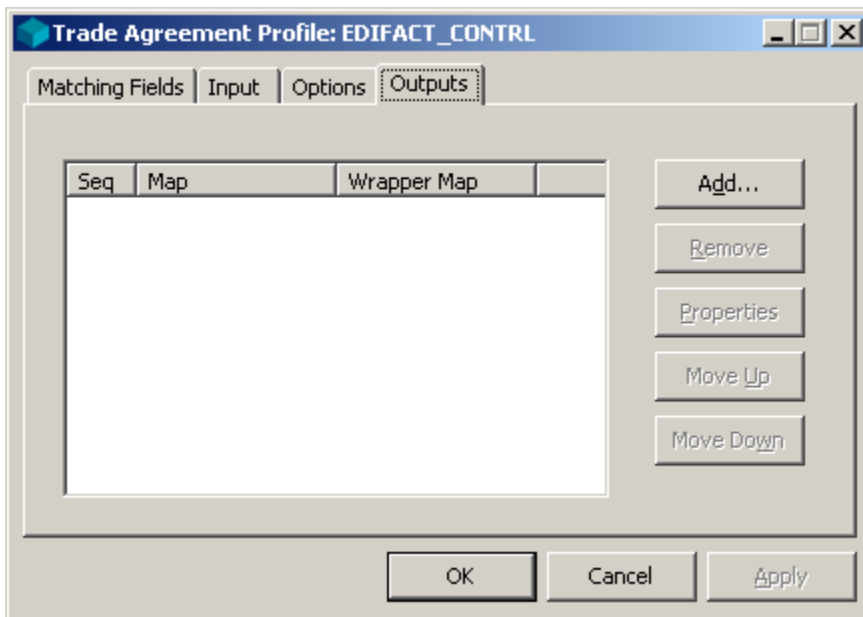 Trade Agreement Profile: EDIFACT_CONTRL
Matching Fields Input Options Outputs
Seq Map Wrapper Map
Add...
Remove
Properties
Move Up
Move Down
OK Cancel Apply